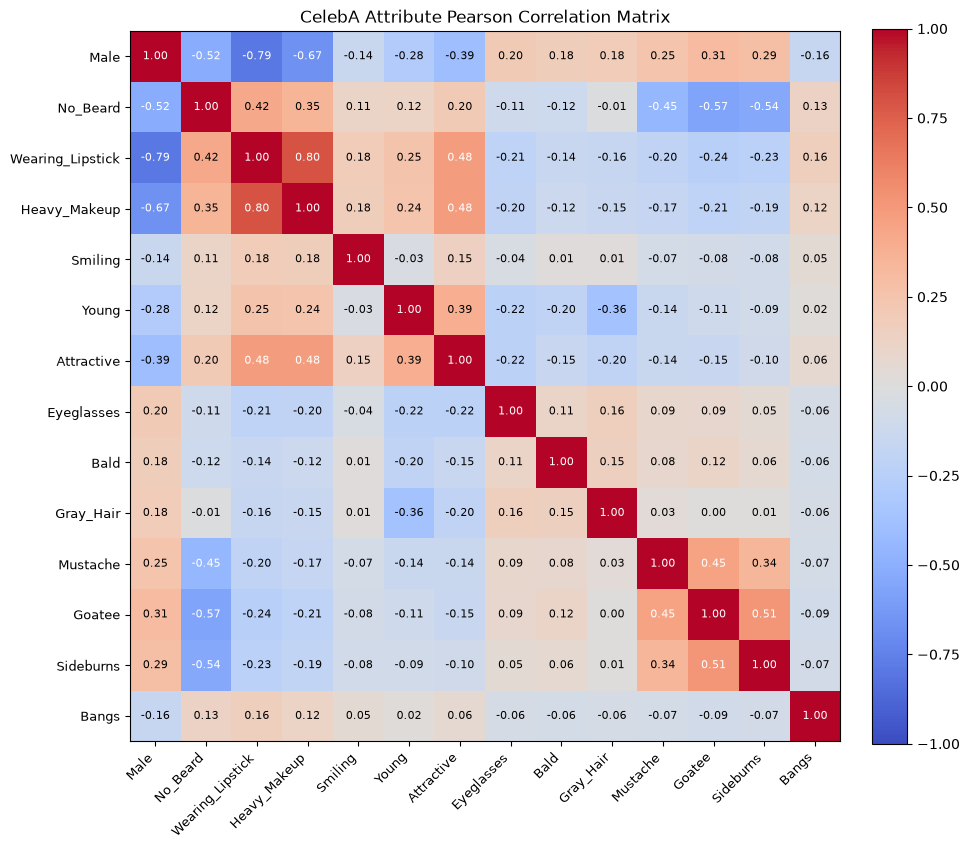 CelebA Attribute Pearson Correlation Matrix
Male 1.00 -0.52 -0.79 -0.67 -0.14 -0.28 -0.39 0.20 0.18 0.18 0.25 0.31 0.29 -0.16
No_Beard -0.52 1.00 0.42 0.35 0.11 0.12 0.20 -0.11 -0.12 -0.01 -0.45 -0.57 -0.54 0.13
Wearing_Lipstick -0.79 0.42 1.00 0.80 0.18 0.25 0.48 -0.21 -0.14 -0.16 -0.20 -0.24 -0.23 0.16
Heavy_Makeup -0.67 0.35 0.80 1.00 0.18 0.24 0.48 -0.20 -0.12 -0.15 -0.17 -0.21 -0.19 0.12
Smiling -0.14 0.11 0.18 0.18 1.00 -0.03 0.15 -0.04 0.01 0.01 -0.07 -0.08 -0.08 0.05
Young -0.28 0.12 0.25 0.24 -0.03 1.00 0.39 -0.22 -0.20 -0.36 -0.14 -0.11 -0.09 0.02
Attractive -0.39 0.20 0.48 0.48 0.15 0.39 1.00 -0.22 -0.15 -0.20 -0.14 -0.15 -0.10 0.06
Eyeglasses 0.20 -0.11 -0.21 -0.20 -0.04 -0.22 -0.22 1.00 0.11 0.16 0.09 0.09 0.05 -0.06
Bald 0.18 -0.12 -0.14 -0.12 0.01 -0.20 -0.15 0.11 1.00 0.15 0.08 0.12 0.06 -0.06
Gray_Hair 0.18 -0.01 -0.16 -0.15 0.01 -0.36 -0.20 0.16 0.15 1.00 0.03 0.00 0.01 -0.06
Mustache 0.25 -0.45 -0.20 -0.17 -0.07 -0.14 -0.14 0.09 0.08 0.03 1.00 0.45 0.34 -0.07
Goatee 0.31 -0.57 -0.24 -0.21 -0.08 -0.11 -0.15 0.09 0.12 0.00 0.45 1.00 0.51 -0.09
Sideburns 0.29 -0.54 -0.23 -0.19 -0.08 -0.09 -0.10 0.05 0.06 0.01 0.34 0.51 1.00 -0.07
Bangs -0.16 0.13 0.16 0.12 0.05 0.02 0.06 -0.06 -0.06 -0.06 -0.07 -0.09 -0.07 1.00
Male No_Beard Wearing_Lipstick Heavy_Makeup Smiling Young Attractive Eyeglasses Bald Gray_Hair Mustache Goatee Sideburns Bangs
1.00
0.75
0.50
0.25
0.00
−0.25
−0.50
−0.75
−1.00